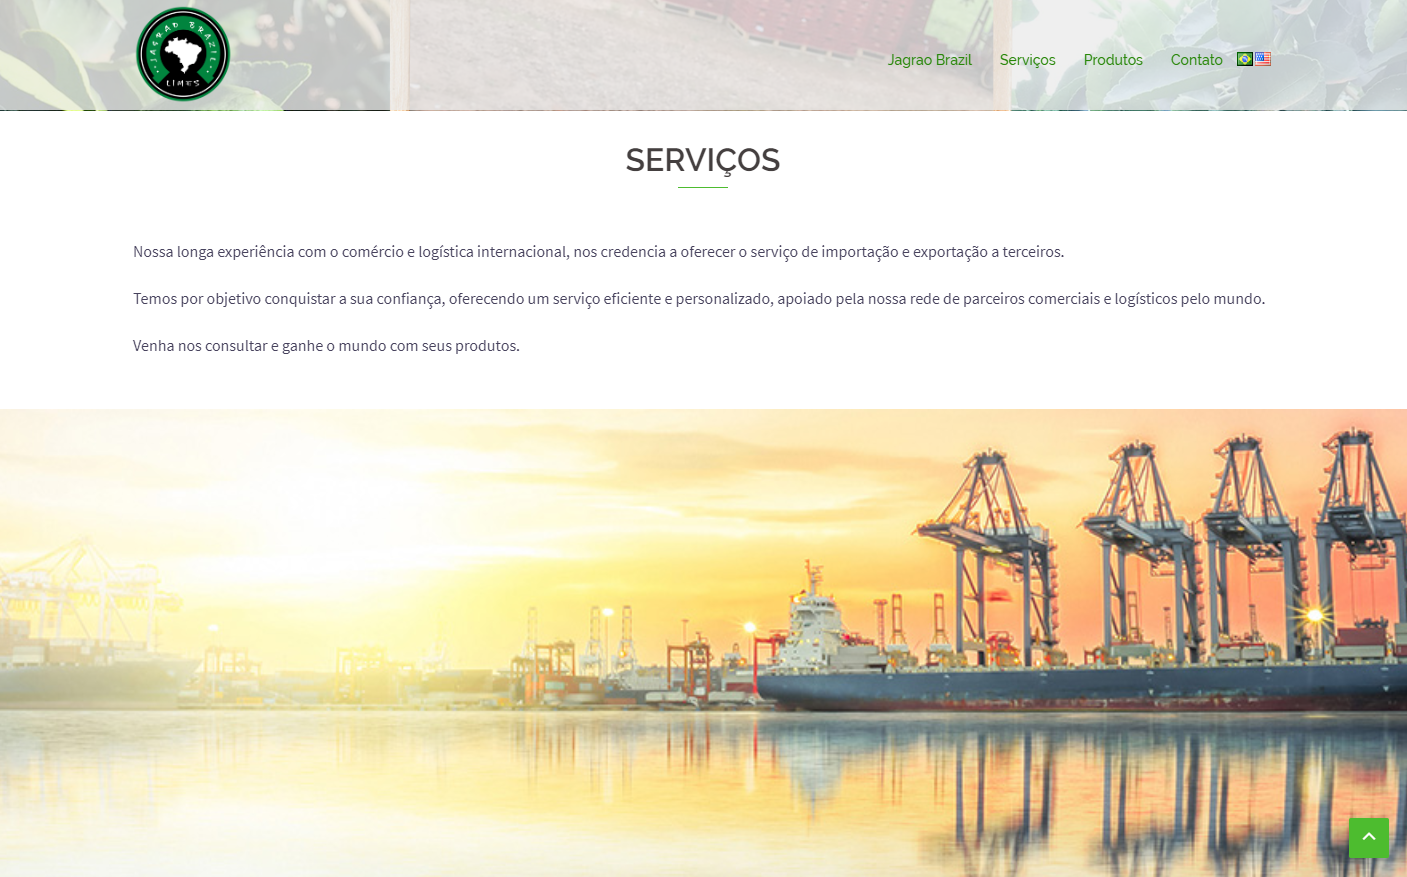 JAGRAO BRAZIL
LIMES
Jagrao Brazil Serviços Produtos Contato
SERVIÇOS
Nossa longa experiência com o comércio e logística internacional, nos credencia a oferecer o serviço de importação e exportação a terceiros.
Temos por objetivo conquistar a sua confiança, oferecendo um serviço eficiente e personalizado, apoiado pela nossa rede de parceiros comerciais e logísticos pelo mundo.
Venha nos consultar e ganhe o mundo com seus produtos.